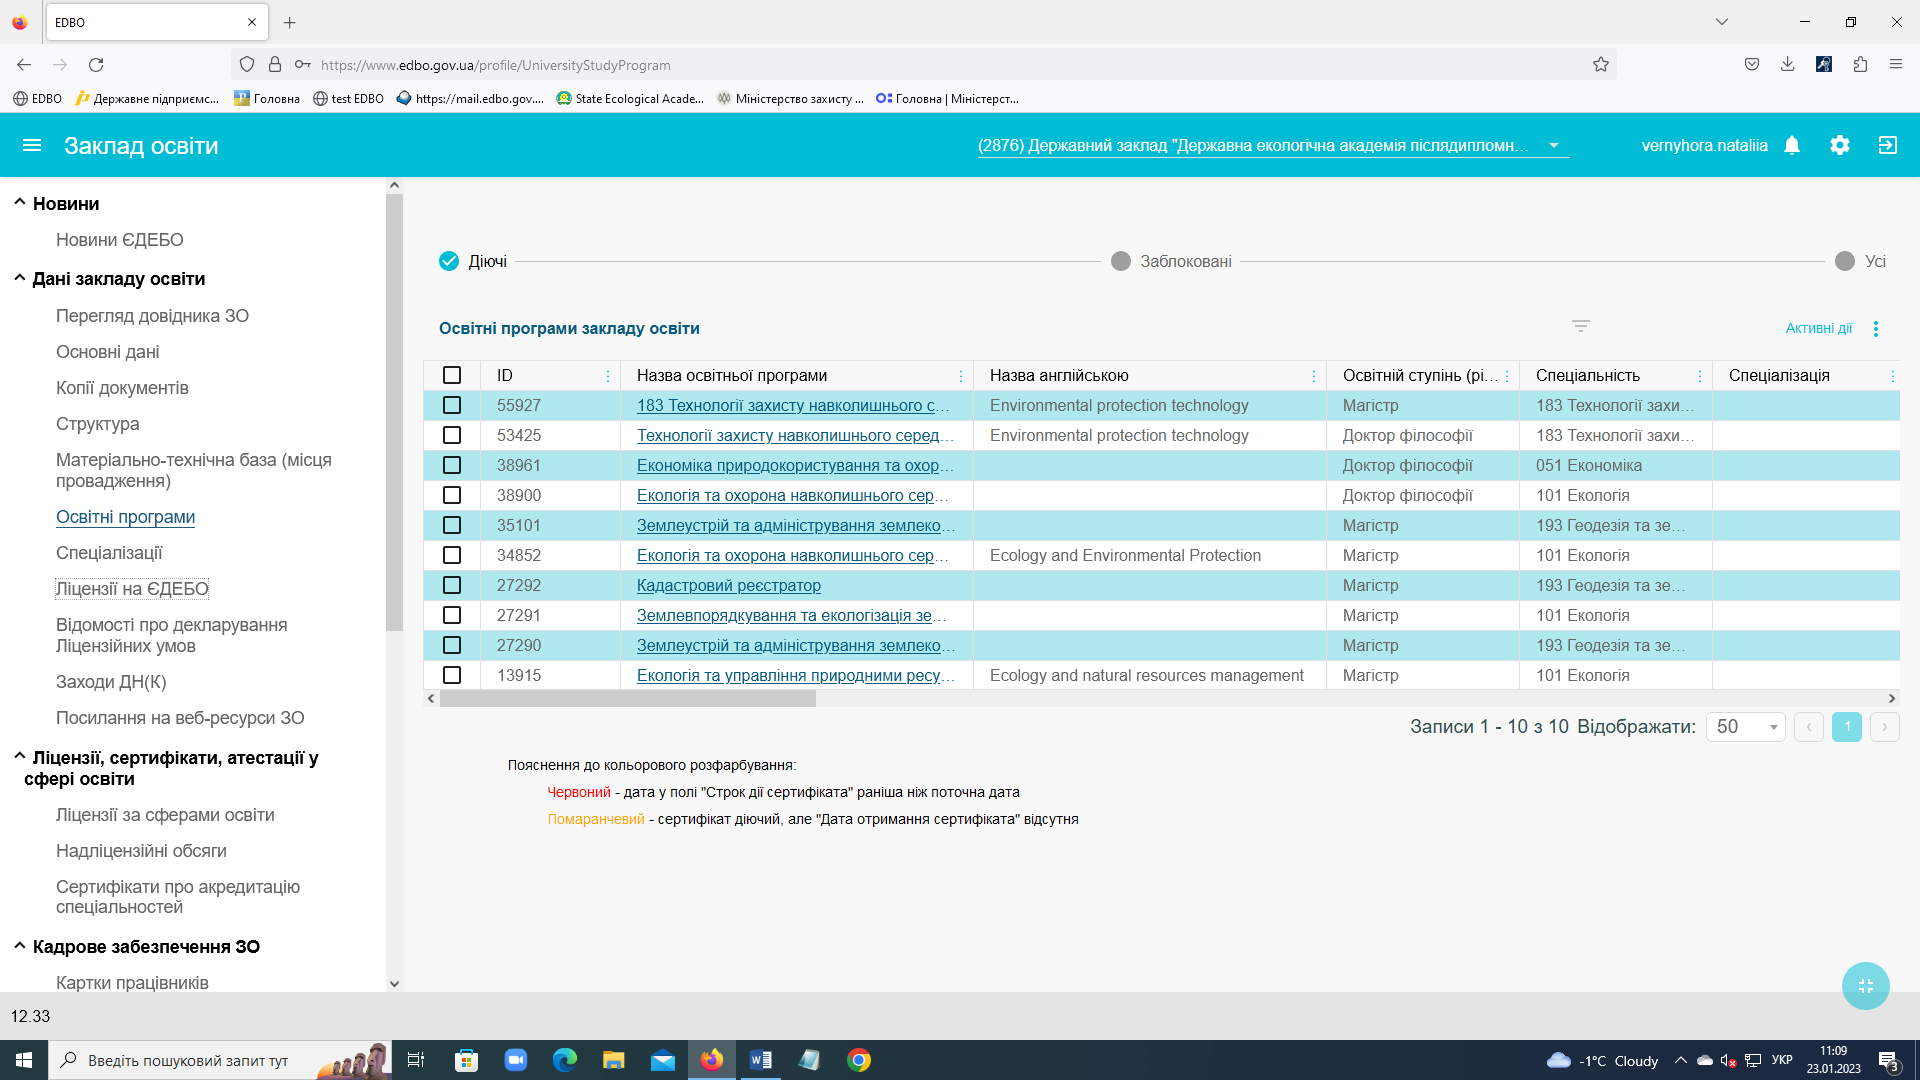 EDBO
https://www.edbo.gov.ua/profile/UniversityStudyProgram
EDBO
Державне підприємс...
Головна
test EDBO
https://mail.edbo.gov....
State Ecological Acade...
Міністерство захисту ...
Головна | Міністерст...
Заклад освіти
(2876) Державний заклад "Державна екологічна академія післядипломн...
vernyhora.nataliia
Новини
Новини ЄДЕБО
Дані закладу освіти
Перегляд довідника ЗО
Основні дані
Копії документів
Структура
Матеріально-технічна база (місця
провадження)
Освітні програми
Спеціалізації
Ліцензії на ЄДЕБО
Відомості про декларування
Ліцензійних умов
Заходи ДН(К)
Посилання на веб-ресурси ЗО
Ліцензії, сертифікати, атестації у
сфері освіти
Ліцензії за сферами освіти
Надліцензійні обсяги
Сертифікати про акредитацію
спеціальностей
Кадрове забезпечення ЗО
Картки працівників
12.33
Діючі
Заблоковані
Усі
Освітні програми закладу освіти
Активні дії
ID Назва освітньої програми Назва англійською Освітній ступінь (рі... Спеціальність Спеціалізація
55927 183 Технології захисту навколишнього с... Environmental protection technology Магістр 183 Технології захи...
53425 Технології захисту навколишнього серед... Environmental protection technology Доктор філософії 183 Технології захи...
38961 Економіка природокористування та охор... Доктор філософії 051 Економіка
38900 Екологія та охорона навколишнього сер... Доктор філософії 101 Екологія
35101 Землеустрій та адміністрування землеко... Магістр 193 Геодезія та зе...
34852 Екологія та охорона навколишнього сер... Ecology and Environmental Protection Магістр 101 Екологія
27292 Кадастровий реєстратор Магістр 193 Геодезія та зе...
27291 Землевпорядкування та екологізація зе... Магістр 101 Екологія
27290 Землеустрій та адміністрування землеко... Магістр 193 Геодезія та зе...
13915 Екологія та управління природними ресу... Ecology and natural resources management Магістр 101 Екологія
Записи 1 - 10 з 10 Відображати: 50 1
Пояснення до кольорового розфарбування:
Червоний - дата у полі "Строк дії сертифіката" раніша ніж поточна дата
Помаранчевий - сертифікат діючий, але "Дата отримання сертифіката" відсутня
Введіть пошуковий запит тут
-1°C Cloudy
УКР
11:09
23.01.2023
3